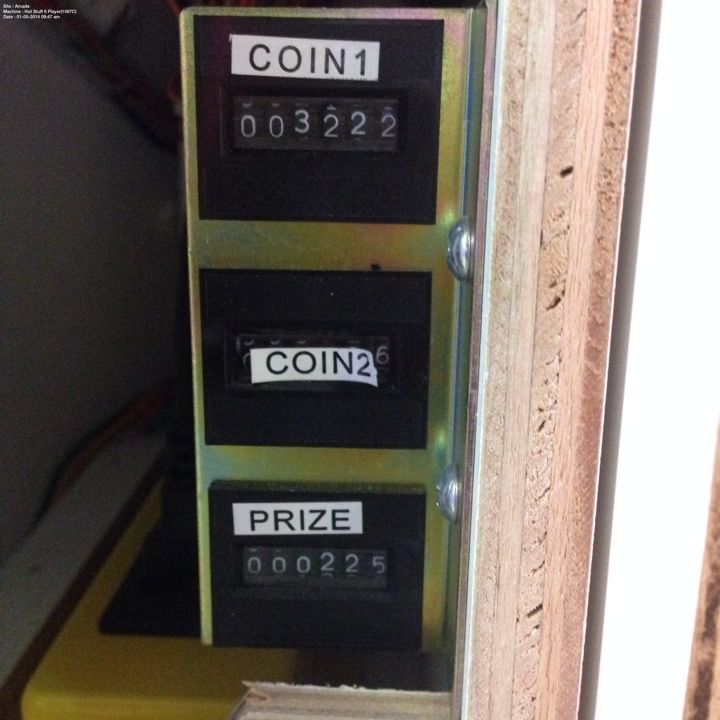 Site : Arcade
Machine : Hot Stuff 6 Player(1067C)
Date : 01-05-2014 09:47 am
COIN1
003222
COIN2
PRIZE
000225